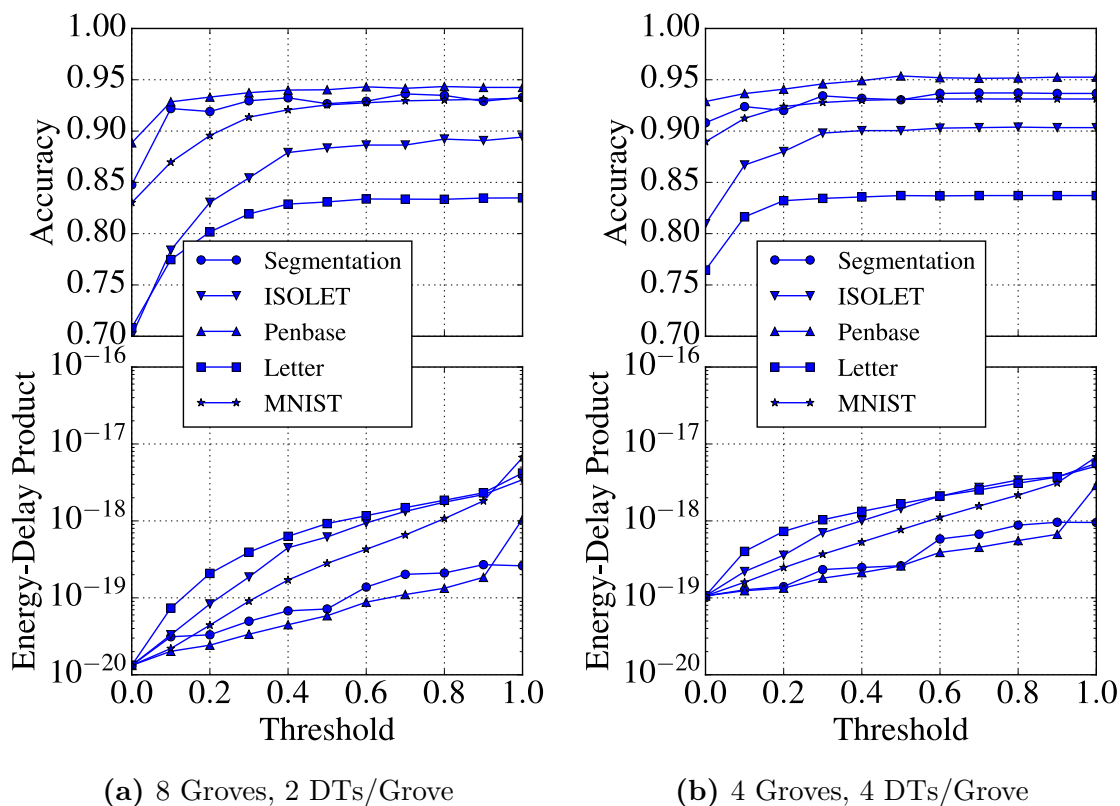 1.00
0.95
0.90
0.85
0.80
0.75
0.70
Accuracy
Segmentation
ISOLET
Penbase
Letter
MNIST
10^{-16}
10^{-17}
10^{-18}
10^{-19}
10^{-20}
Energy-Delay Product
0.0 0.2 0.4 0.6 0.8 1.0
Threshold
(a) 8 Groves, 2 DTs/Grove
1.00
0.95
0.90
0.85
0.80
0.75
0.70
Accuracy
Segmentation
ISOLET
Penbase
Letter
MNIST
10^{-16}
10^{-17}
10^{-18}
10^{-19}
10^{-20}
Energy-Delay Product
0.0 0.2 0.4 0.6 0.8 1.0
Threshold
(b) 4 Groves, 4 DTs/Grove